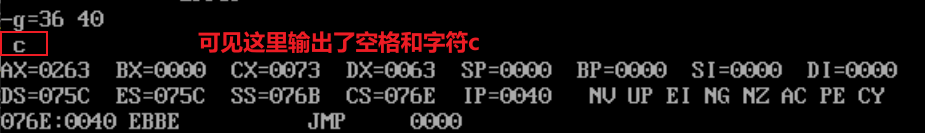 -g=36 40
c 可见这里输出了空格和字符c
AX=0263 BX=0000 CX=0073 DX=0063 SP=0000 BP=0000 SI=0000 DI=0000
DS=075C ES=075C SS=076B CS=076E IP=0040 NV UP EI NG NZ AC PE CY
076E:0040 EBBE JMP 0000